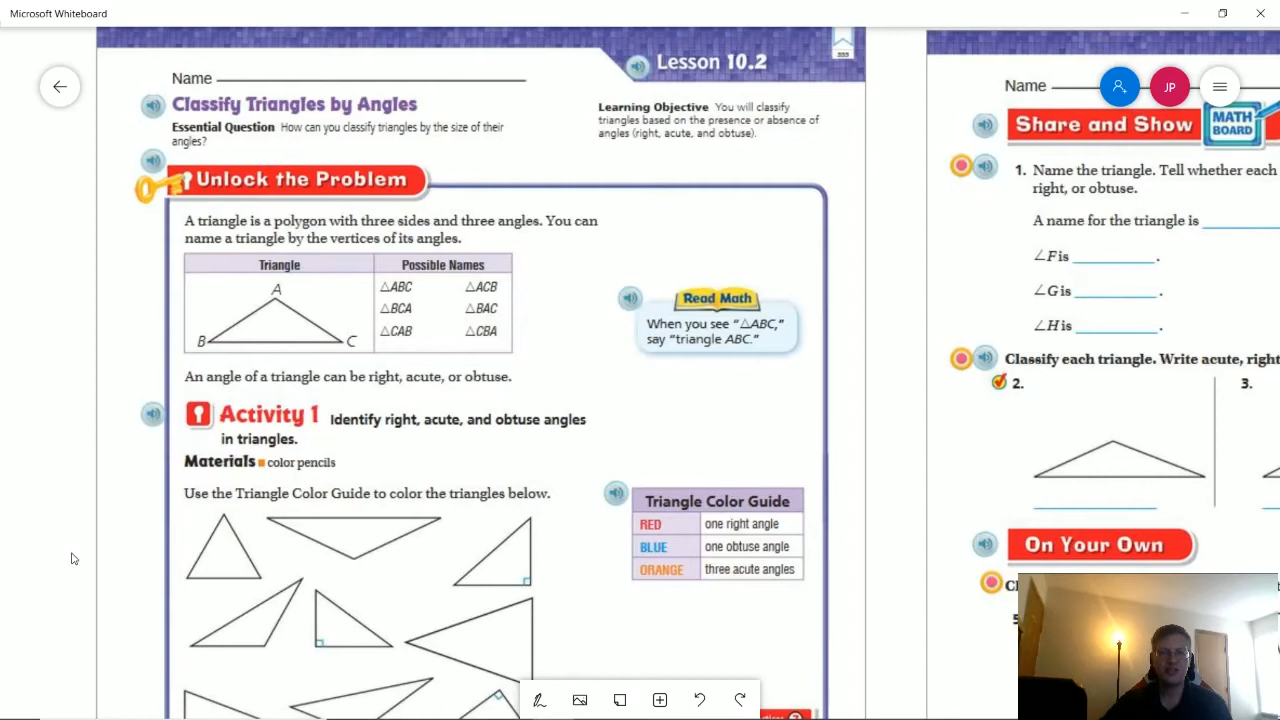 Microsoft Whiteboard
Lesson 10.2
Name
Classify Triangles by Angles
Essential Question How can you classify triangles by the size of their
angles?
Learning Objective You will classify
triangles based on the presence or absence of
angles (right, acute, and obtuse).
Unlock the Problem
A triangle is a polygon with three sides and three angles. You can
name a triangle by the vertices of its angles.
Triangle Possible Names
A
B C
△ABC △ACB
△BCA △BAC
△CAB △CBA
Read Math
When you see “△ABC,”
say “triangle ABC.”
An angle of a triangle can be right, acute, or obtuse.
Activity 1 Identify right, acute, and obtuse angles
in triangles.
Materials ■ color pencils
Use the Triangle Color Guide to color the triangles below.
Triangle Color Guide
RED one right angle
BLUE one obtuse angle
ORANGE three acute angles
Name
JP
Share and Show
MATH
BOARD
1. Name the triangle. Tell whether each
right, or obtuse.
A name for the triangle is
∠F is .
∠G is .
∠H is .
Classify each triangle. Write acute, right
2.
3.
On Your Own